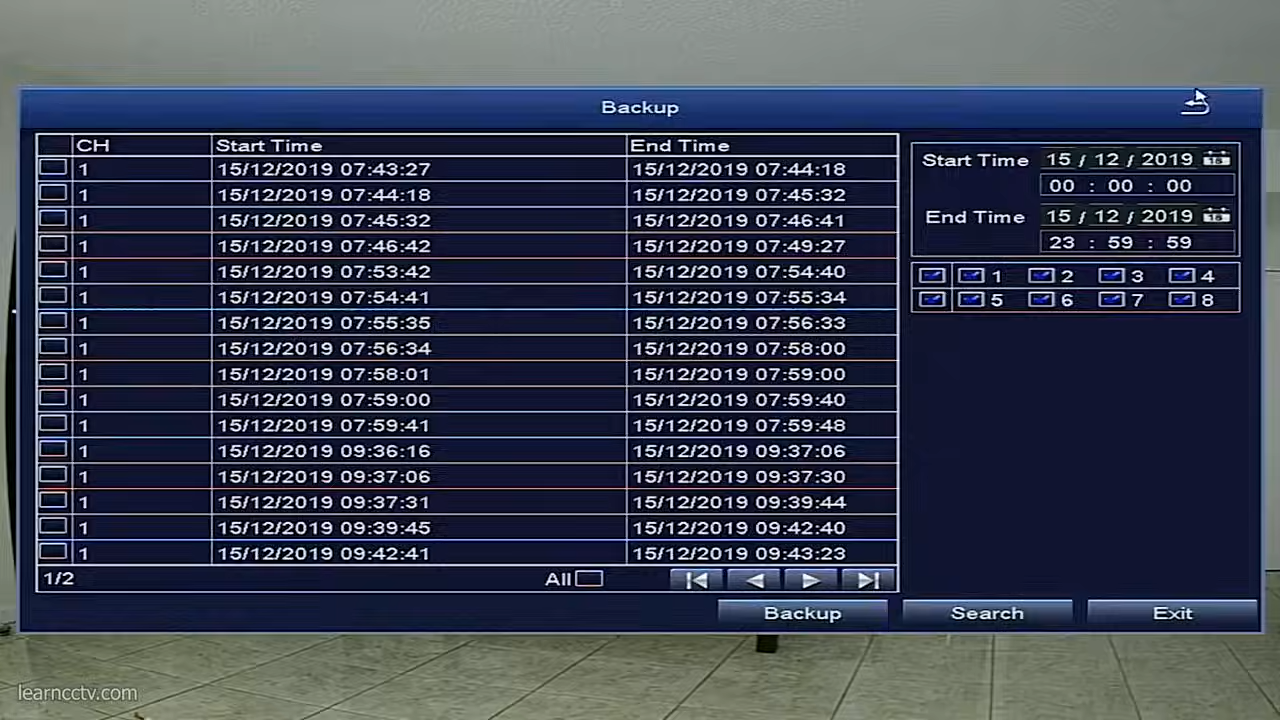 Backup
CH Start Time End Time
1 15/12/2019 07:43:27 15/12/2019 07:44:18
1 15/12/2019 07:44:18 15/12/2019 07:45:32
1 15/12/2019 07:45:32 15/12/2019 07:46:41
1 15/12/2019 07:46:42 15/12/2019 07:49:27
1 15/12/2019 07:53:42 15/12/2019 07:54:40
1 15/12/2019 07:54:41 15/12/2019 07:55:34
1 15/12/2019 07:55:35 15/12/2019 07:56:33
1 15/12/2019 07:56:34 15/12/2019 07:58:00
1 15/12/2019 07:58:01 15/12/2019 07:59:00
1 15/12/2019 07:59:00 15/12/2019 07:59:40
1 15/12/2019 07:59:41 15/12/2019 07:59:48
1 15/12/2019 09:36:16 15/12/2019 09:37:06
1 15/12/2019 09:37:06 15/12/2019 09:37:30
1 15/12/2019 09:37:31 15/12/2019 09:39:44
1 15/12/2019 09:39:45 15/12/2019 09:42:40
1 15/12/2019 09:42:41 15/12/2019 09:43:23
1/2 All
Start Time 15 / 12 / 2019
00 : 00 : 00
End Time 15 / 12 / 2019
23 : 59 : 59
1 2 3 4
5 6 7 8
Backup Search Exit
learncctv.com